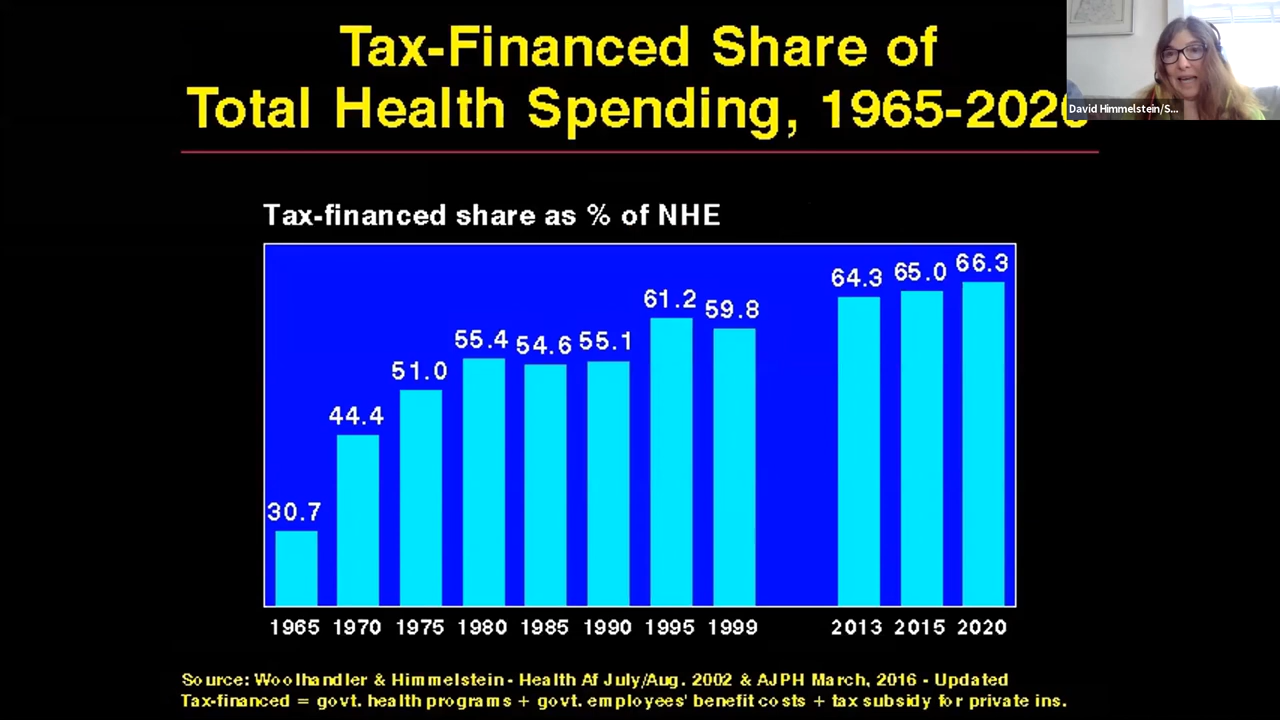 Tax-Financed Share of
Total Health Spending, 1965-2020
David Himmelstein/S...
Tax-financed share as % of NHE
30.7 44.4 51.0 55.4 54.6 55.1 61.2 59.8 64.3 65.0 66.3
1965 1970 1975 1980 1985 1990 1995 1999 2013 2015 2020
Source: Woolhandler & Himmelstein - Health Af July/Aug. 2002 & AJPH March, 2016 - Updated
Tax-financed = govt. health programs + govt. employees' benefit costs + tax subsidy for private ins.